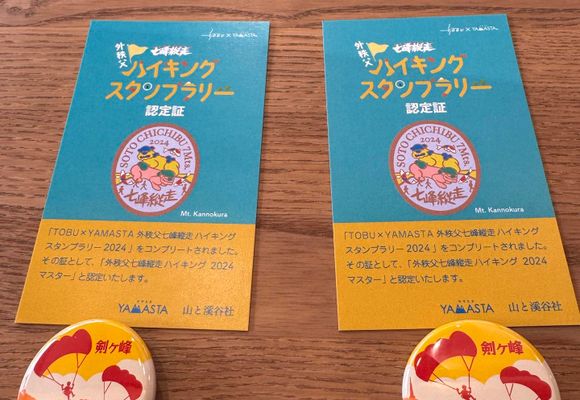 TOBU × YAMASTA
外秩父
七峰縦走
ハイキング
スタンプラリー
認定証
SOTO CHICHIBU 7Mts.
2024
七峰縦走
Mt. Kannokura
「TOBU×YAMASTA 外秩父七峰縦走ハイキング
スタンプラリー 2024」をコンプリートされました。
その証として、「外秩父七峰縦走ハイキング 2024
マスター」と認定いたします。
ヤマスタ
YAMASTA 山と溪谷社
剣ヶ峰
TOBU × YAMASTA
外秩父
七峰縦走
ハイキング
スタンプラリー
認定証
SOTO CHICHIBU 7Mts.
2024
七峰縦走
Mt. Kannokura
「TOBU×YAMASTA 外秩父七峰縦走ハイキング
スタンプラリー 2024」をコンプリートされました。
その証として、「外秩父七峰縦走ハイキング 2024
マスター」と認定いたします。
ヤマスタ
YAMASTA 山と溪谷社
剣ヶ峰